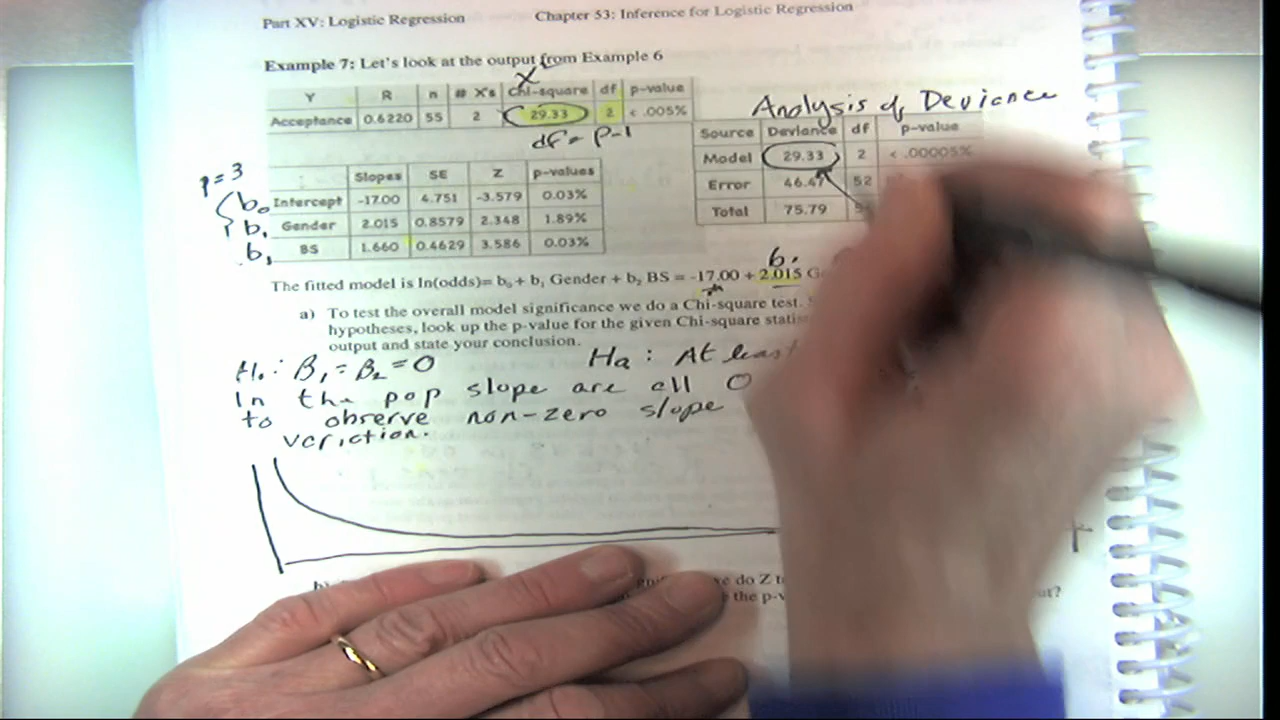 Part XV: Logistic Regression Chapter 53: Inference for Logistic Regression
Example 7: Let's look at the output from Example 6
X
Y R n # X's Chi-square df p-value
Acceptance 0.6220 55 2 29.33 2 < .005%
df = P-1
Analysis of Deviance
Source Deviance df p-value
Model 29.33 2 < .00005%
Error 46.47 52
Total 75.79
p=3
Slopes SE Z p-values
b₀ Intercept -17.00 4.751 -3.579 0.03%
b₁ Gender 2.015 0.8579 2.348 1.89%
BS 1.660 0.4629 3.586 0.03%
The fitted model is ln(odds)= b₀ + b₁ Gender + b₂ BS = -17.00 + 2.015 G
a) To test the overall model significance we do a Chi-square test.
hypotheses, look up the p-value for the given Chi-square
output and state your conclusion.
H₀: B₁ = B₂ = 0 Ha: At least
In the pop slope are all 0
to observe non-zero slope
we do Z
the